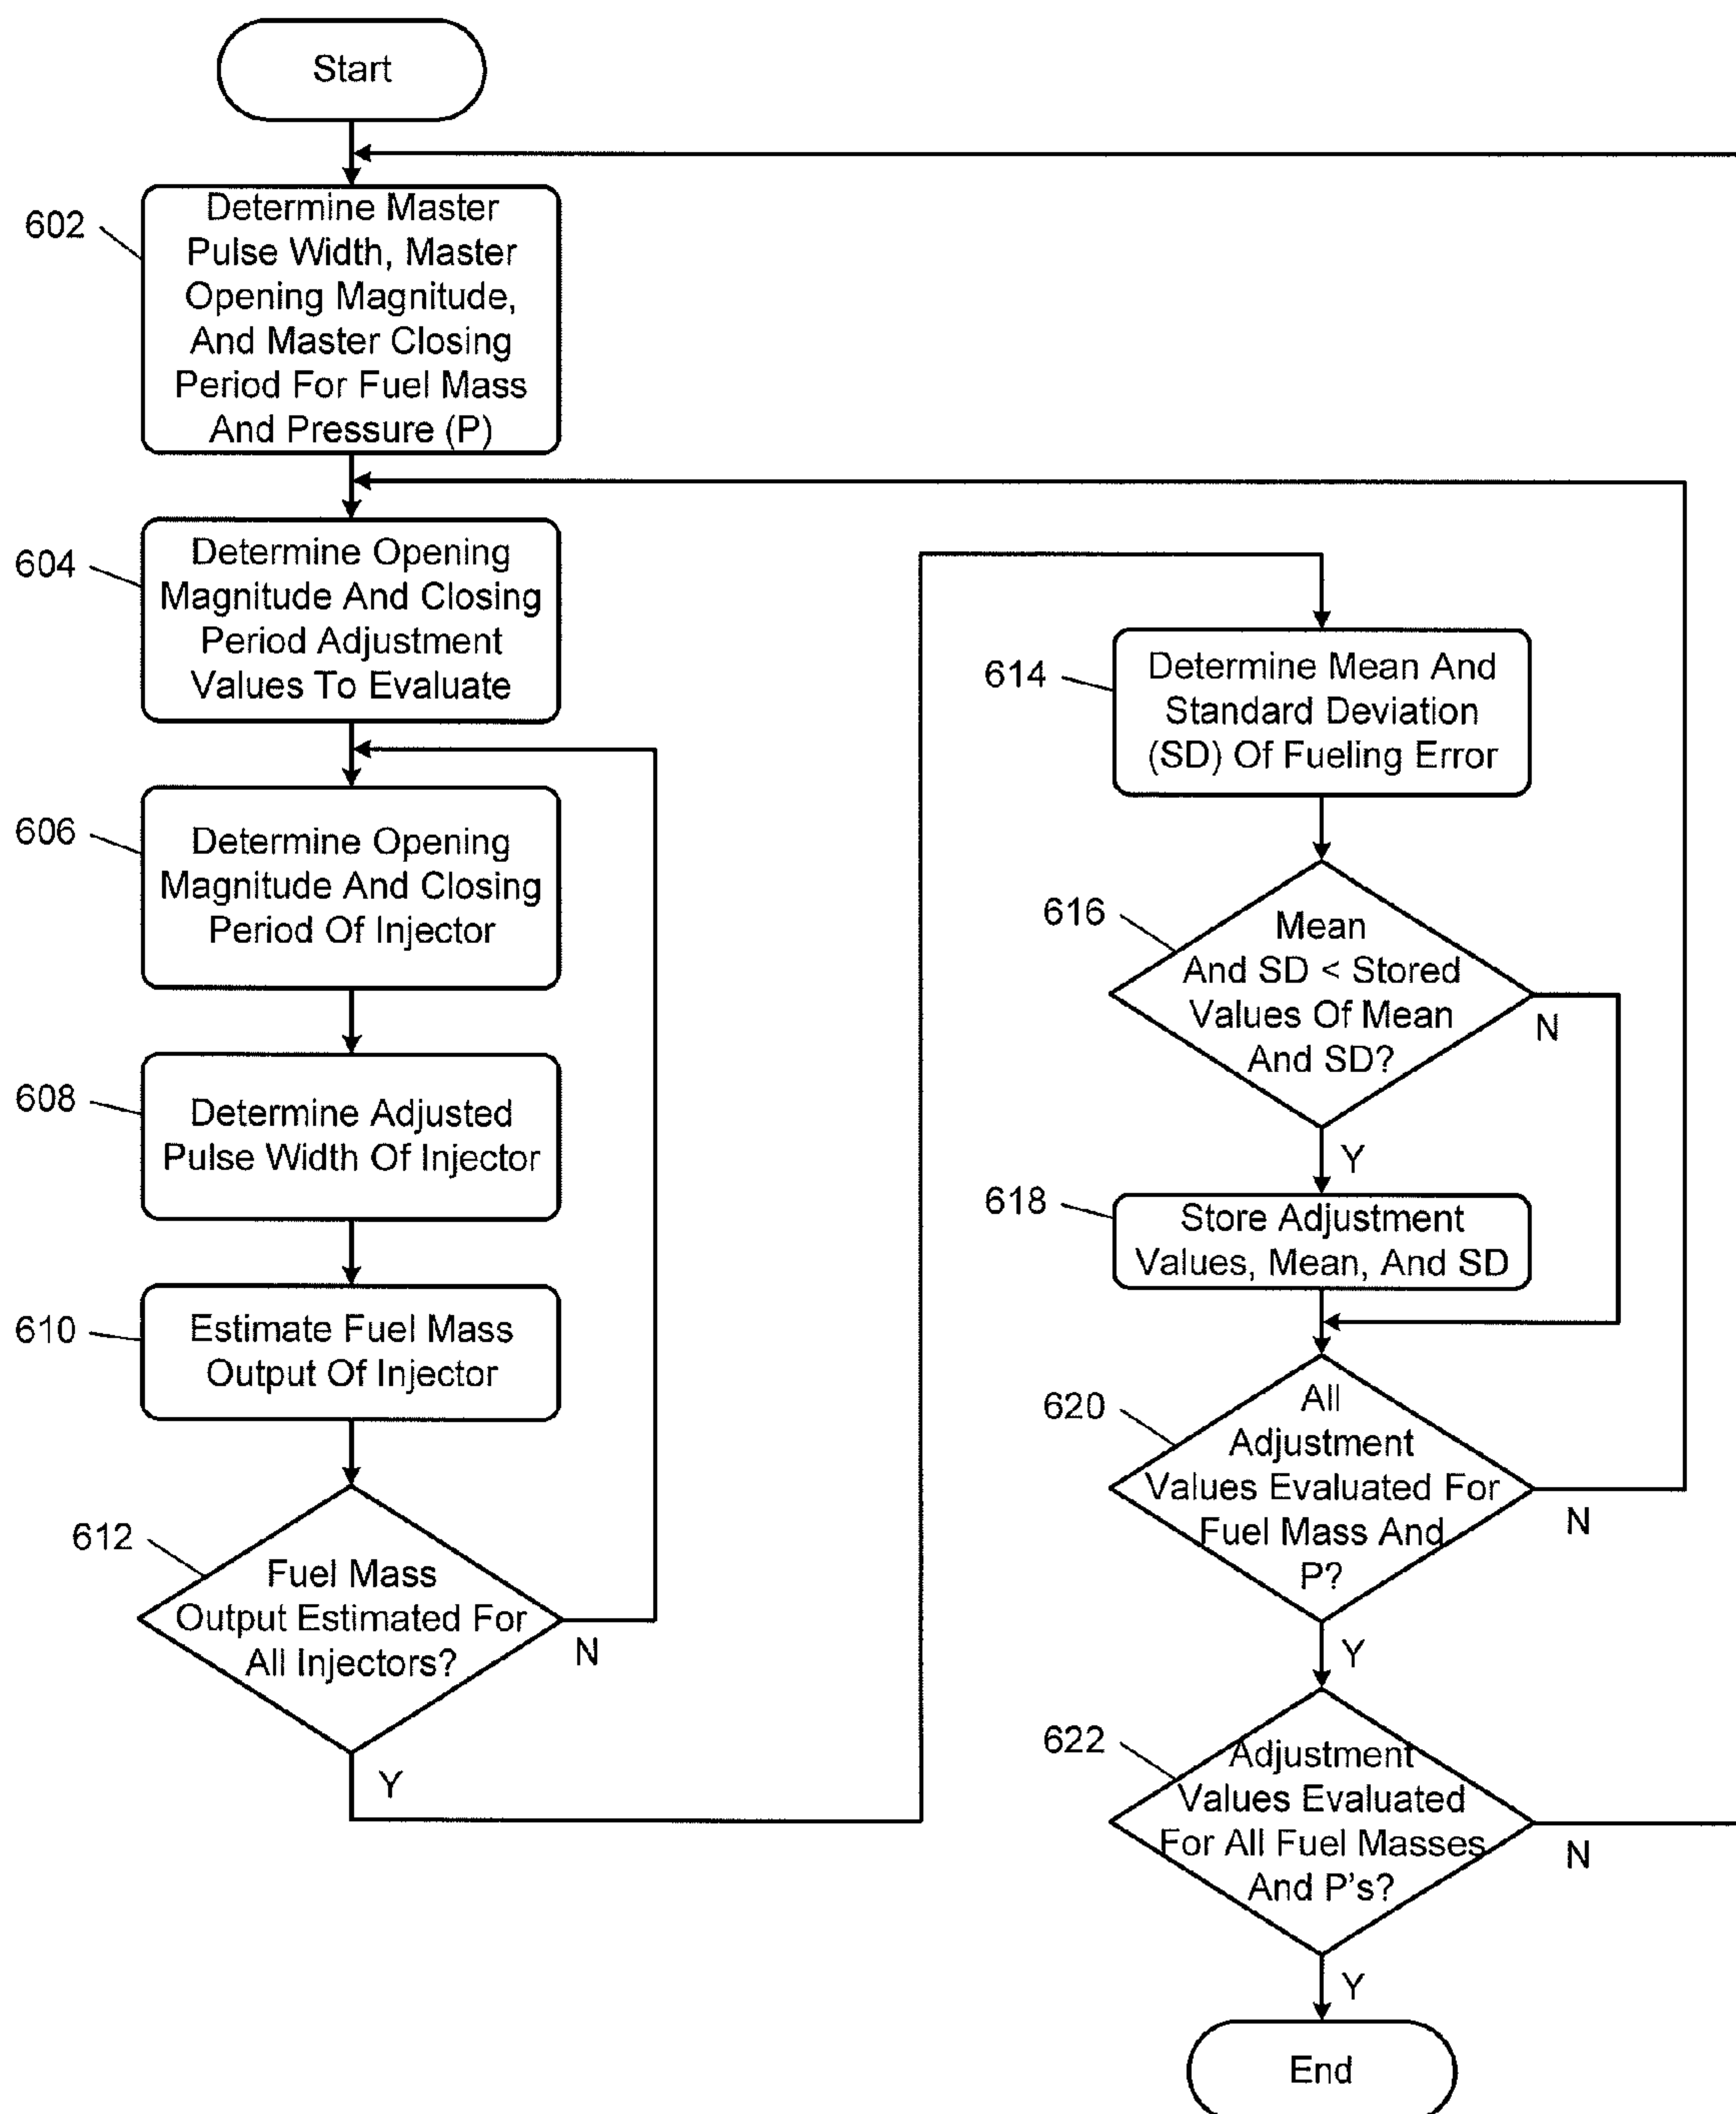 Start
602
Determine Master
Pulse Width, Master
Opening Magnitude,
And Master Closing
Period For Fuel Mass
And Pressure (P)
604
Determine Opening
Magnitude And Closing
Period Adjustment
Values To Evaluate
606
Determine Opening
Magnitude And Closing
Period Of Injector
608
Determine Adjusted
Pulse Width Of Injector
610
Estimate Fuel Mass
Output Of Injector
612
Fuel Mass
Output Estimated For
All Injectors?
N
Y
614
Determine Mean And
Standard Deviation
(SD) Of Fueling Error
616
Mean
And SD < Stored
Values Of Mean
And SD?
N
Y
618
Store Adjustment
Values, Mean, And SD
620
All
Adjustment
Values Evaluated For
Fuel Mass And
P?
N
Y
622
Adjustment
Values Evaluated
For All Fuel Masses
And P's?
N
Y
End